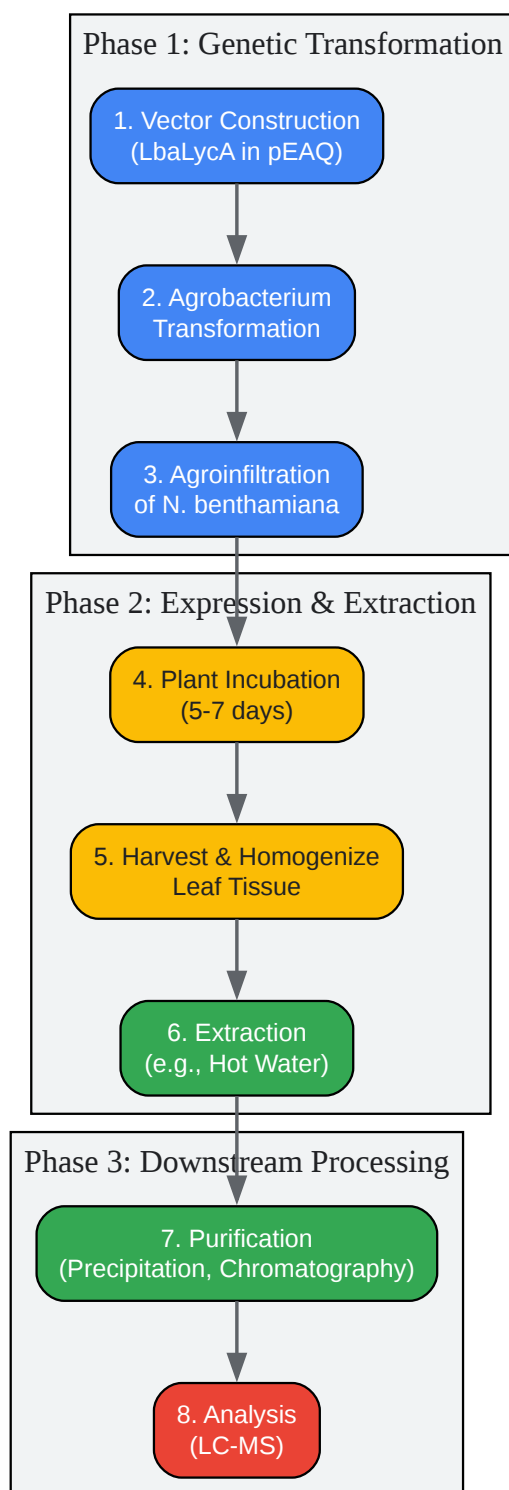 Phase 1: Genetic Transformation
1. Vector Construction
(LbaLycA in pEAQ)
2. Agrobacterium
Transformation
3. Agroinfiltration
of N. benthamiana
Phase 2: Expression & Extraction
4. Plant Incubation
(5-7 days)
5. Harvest & Homogenize
Leaf Tissue
6. Extraction
(e.g., Hot Water)
Phase 3: Downstream Processing
7. Purification
(Precipitation, Chromatography)
8. Analysis
(LC-MS)